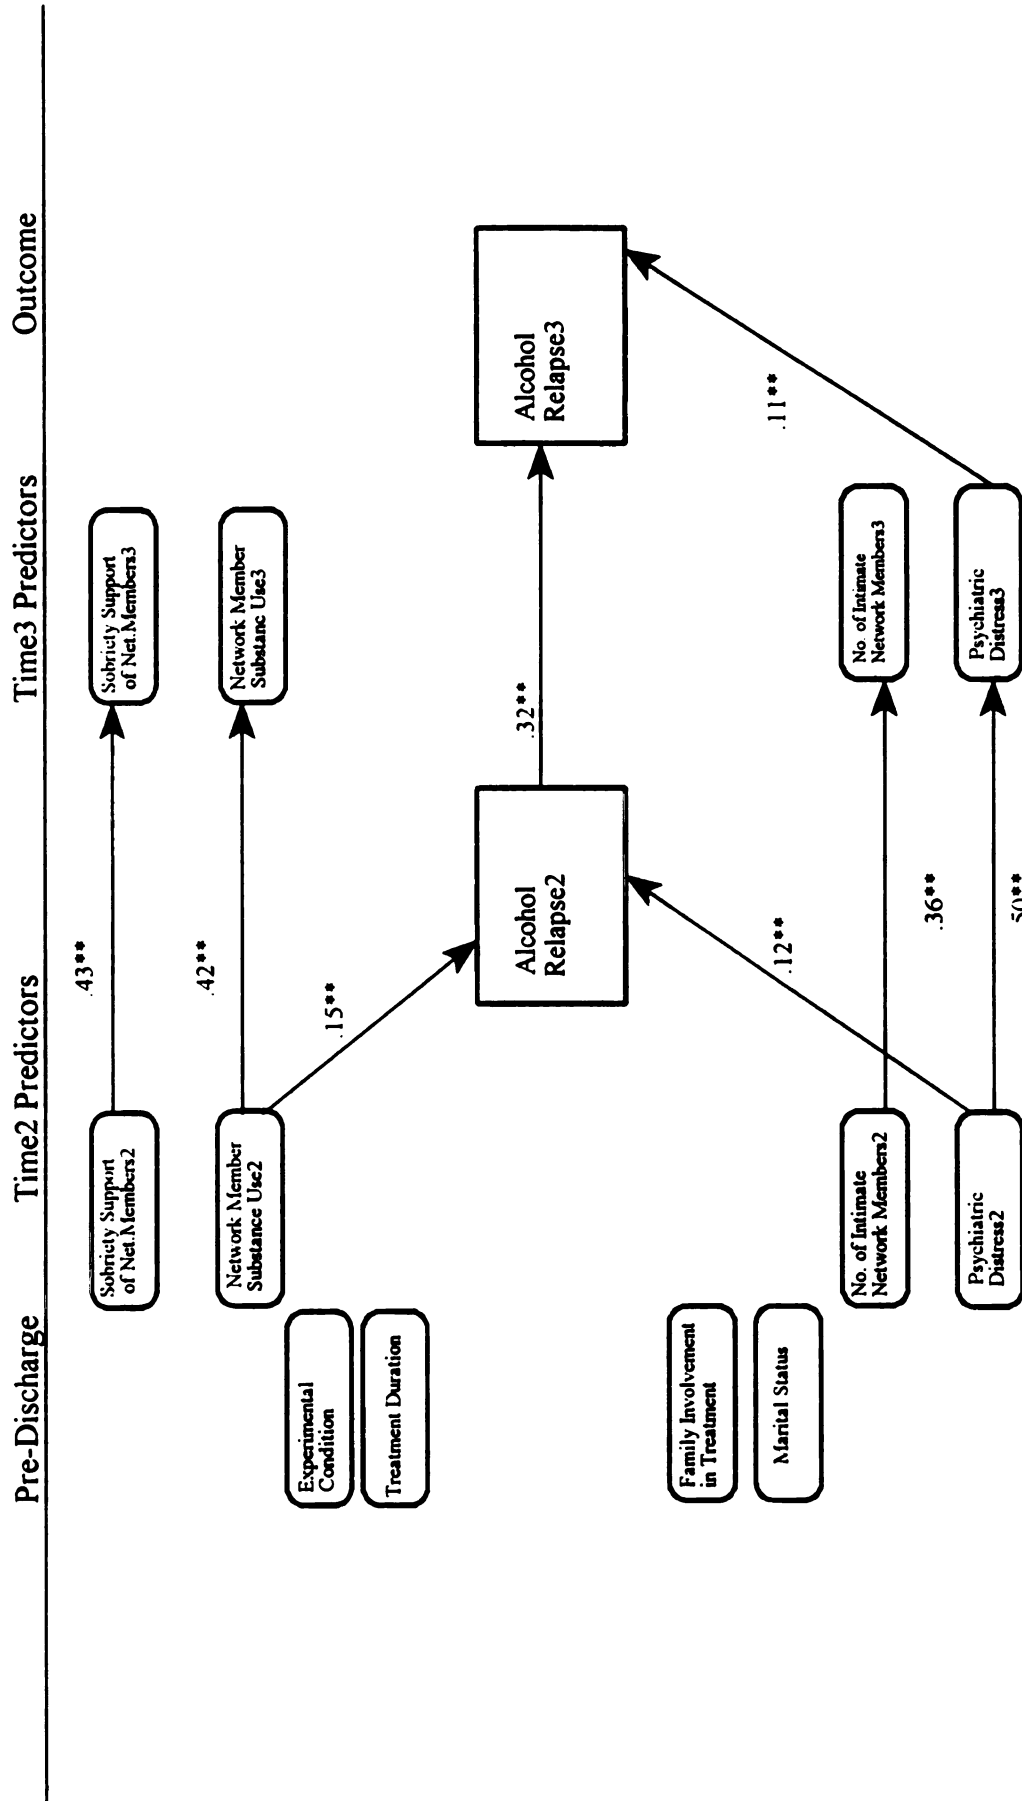 Pre-Discharge
Time2 Predictors
Time3 Predictors
Outcome
Sobriety Support
of Net.Members2
.43**
Sobriety Support
of Net.Members3
Network Member
Substance Use2
.42**
Network Member
Substanc Use3
.15**
Experimental
Condition
Treatment Duration
Alcohol
Relapse2
.32**
Alcohol
Relapse3
Family Involvement
in Treatment
Marital Status
.12**
.11**
No. of Intimate
Network Members2
.36**
No. of Intimate
Network Members3
Psychiatric
Distress2
.50**
Psychiatric
Distress3